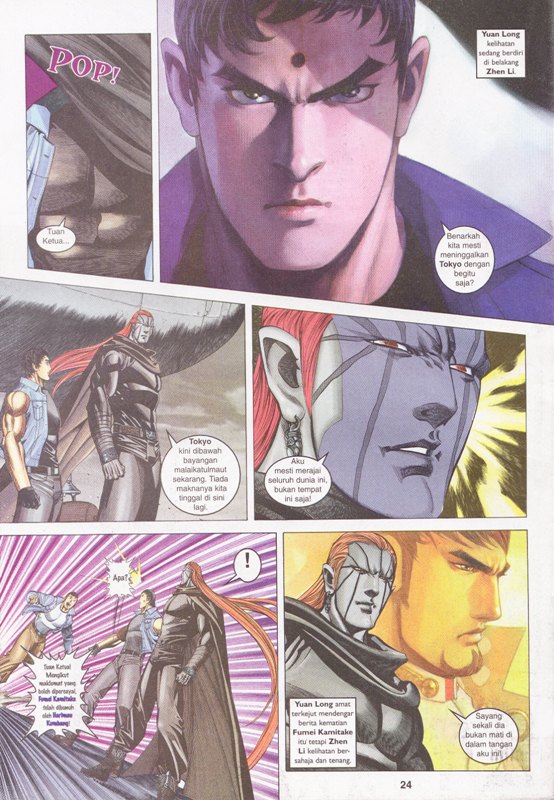 POP!
Tuan
Ketua...
Yuan Long
kelihatan
sedang berdiri
di belakang
Zhen Li.
Benarkah
kita mesti
meninggalkan
Tokyo dengan
begitu
saja?
Tokyo
kini dibawah
bayangan
malaikatulmaut
sekarang. Tiada
maknanya kita
tinggal di sini
lagi.
Aku
mesti merajai
seluruh dunia ini,
bukan tempat
ini saja!
Apa?
!
Tuan Ketua!
Mengikut
maklumat yang
boleh dipercayai,
Fumei Kamitake
telah dibunuh
oleh Hartman
Yuan Long amat
terkejut mendengar
berita kematian
Fumei Kamitake
itu tetapi Zhen
Li kelihatan ber-
sahaja dan tenang.
Sayang
sekali dia
bukan mati di
dalam tangan
aku ini!
24